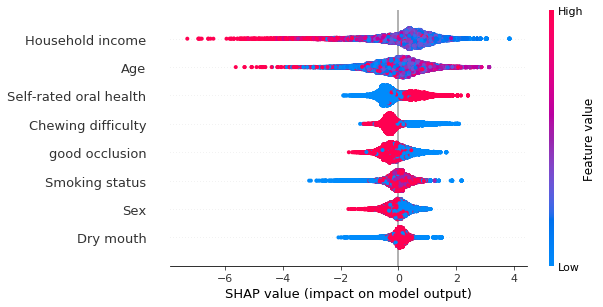 High
Household income
Age
Self-rated oral health
Chewing difficulty
good occlusion
Smoking status
Sex
Dry mouth
Feature value
Low
−6 −4 −2 0 2 4
SHAP value (impact on model output)